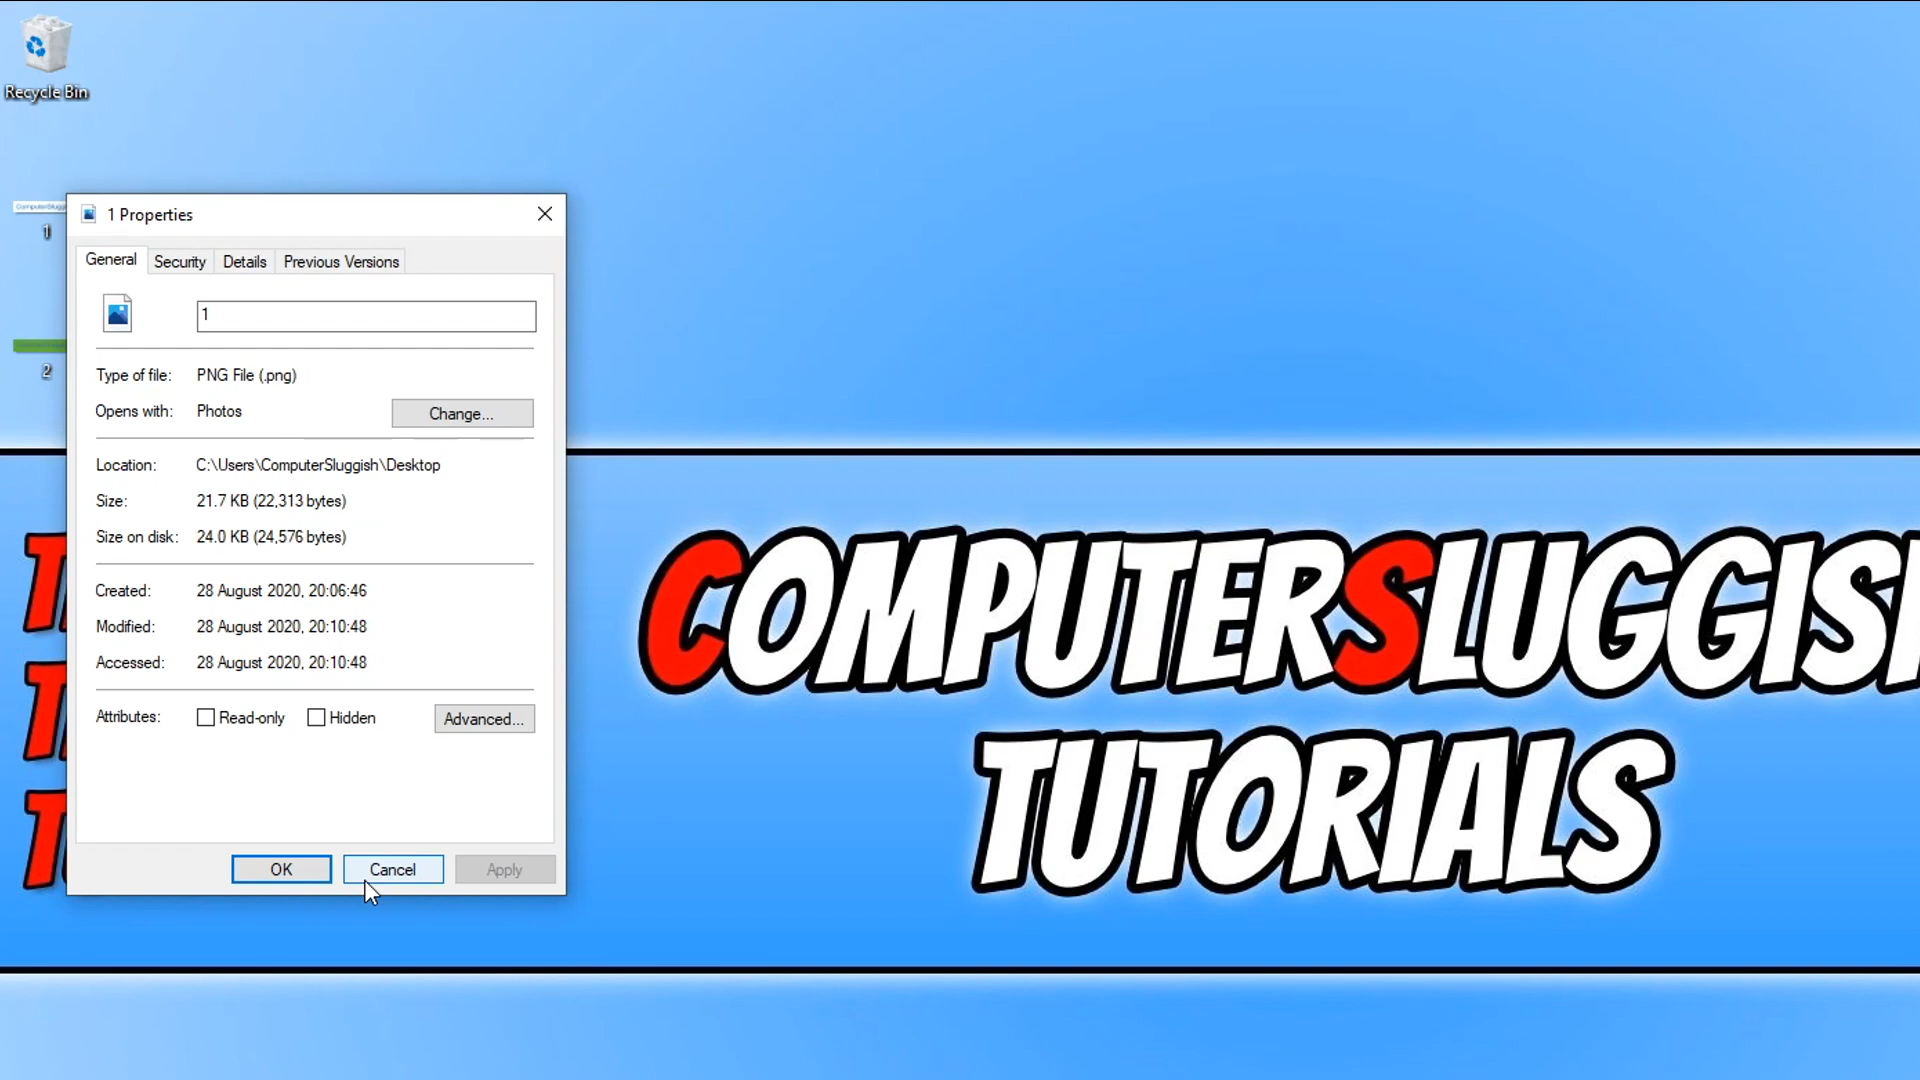 Recycle Bin
1
2
1 Properties
General
Security
Details
Previous Versions
1
Type of file: PNG File (.png)
Opens with: Photos
Change...
Location: C:\Users\ComputerSluggish\Desktop
Size: 21.7 KB (22,313 bytes)
Size on disk: 24.0 KB (24,576 bytes)
Created: 28 August 2020, 20:06:46
Modified: 28 August 2020, 20:10:48
Accessed: 28 August 2020, 20:10:48
Attributes: Read-only Hidden
Advanced...
OK
Cancel
Apply
COMPUTERSLUGGISH
TUTORIALS